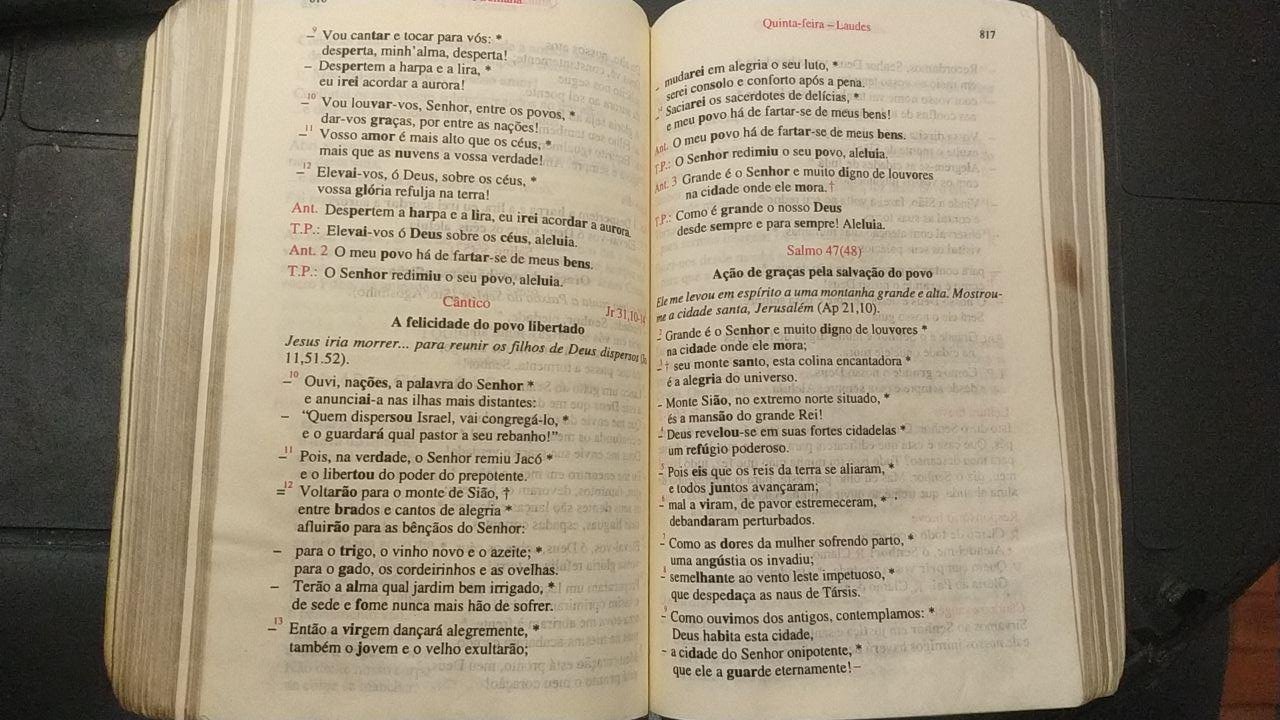 –⁹ Vou cantar e tocar para vós: *
desperta, minh'alma, desperta!
– Despertem a harpa e a lira, *
eu irei acordar a aurora!
–¹⁰ Vou louvar-vos, Senhor, entre os povos, *
dar-vos graças, por entre as nações!
–¹¹ Vosso amor é mais alto que os céus, *
mais que as nuvens a vossa verdade!
–¹² Elevai-vos, ó Deus, sobre os céus, *
vossa glória refulja na terra!
Ant. Despertem a harpa e a lira, eu irei acordar a aurora.
T.P.: Elevai-vos ó Deus sobre os céus, aleluia.
Ant. 2 O meu povo há de fartar-se de meus bens.
T.P.: O Senhor redimiu o seu povo, aleluia.
Cântico
Jr 31,10-14
A felicidade do povo libertado
Jesus iria morrer... para reunir os filhos de Deus dispersos (Jo
11,51.52).
–¹⁰ Ouvi, nações, a palavra do Senhor *
e anunciai-a nas ilhas mais distantes:
– "Quem dispersou Israel, vai congregá-lo, *
e o guardará qual pastor a seu rebanho!"
–¹¹ Pois, na verdade, o Senhor remiu Jacó *
e o libertou do poder do prepotente.
=¹² Voltarão para o monte de Sião, †
entre brados e cantos de alegria *
afluirão para as bênçãos do Senhor:
– para o trigo, o vinho novo e o azeite; *
para o gado, os cordeirinhos e as ovelhas.
– Terão a alma qual jardim bem irrigado, *
de sede e fome nunca mais hão de sofrer.
–¹³ Então a virgem dançará alegremente, *
também o jovem e o velho exultarão;
Quinta-feira – Laudes
817
– mudarei em alegria o seu luto, *
serei consolo e conforto após a pena.
–¹⁴ Saciarei os sacerdotes de delícias, *
e meu povo há de fartar-se de meus bens!
Ant. O meu povo há de fartar-se de meus bens.
T.P.: O Senhor redimiu o seu povo, aleluia.
Ant. 3 Grande é o Senhor e muito digno de louvores
na cidade onde ele mora. †
T.P.: Como é grande o nosso Deus
desde sempre e para sempre! Aleluia.
Salmo 47(48)
Ação de graças pela salvação do povo
Ele me levou em espírito a uma montanha grande e alta. Mostrou-
me a cidade santa, Jerusalém (Ap 21,10).
–² Grande é o Senhor e muito digno de louvores *
na cidade onde ele mora;
–³ † seu monte santo, esta colina encantadora *
é a alegria do universo.
– Monte Sião, no extremo norte situado, *
és a mansão do grande Rei!
–⁴ Deus revelou-se em suas fortes cidadelas *
um refúgio poderoso.
–⁵ Pois eis que os reis da terra se aliaram, *
e todos juntos avançaram;
–⁶ mal a viram, de pavor estremeceram, *
debandaram perturbados.
–⁷ Como as dores da mulher sofrendo parto, *
uma angústia os invadiu;
–⁸ semelhante ao vento leste impetuoso, *
que despedaça as naus de Társis.
–⁹ Como ouvimos dos antigos, contemplamos: *
Deus habita esta cidade,
– a cidade do Senhor onipotente, *
que ele a guarde eternamente! –